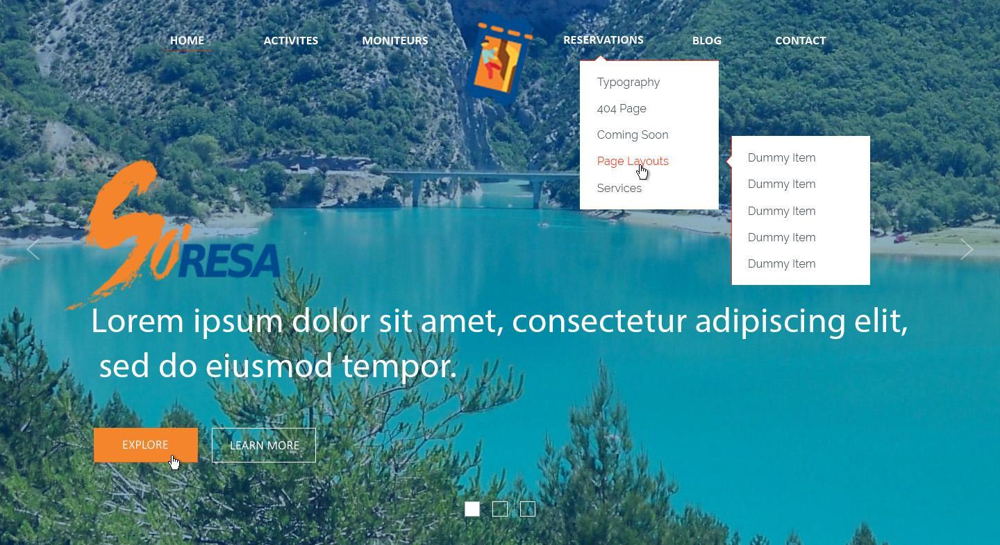 HOME
ACTIVITES
MONITEURS
RESERVATIONS
BLOG
CONTACT
Typography
404 Page
Coming Soon
Page Layouts
Services
Dummy Item
Dummy Item
Dummy Item
Dummy Item
Dummy Item
So'RESA
Lorem ipsum dolor sit amet, consectetur adipiscing elit,
sed do eiusmod tempor.
EXPLORE
LEARN MORE